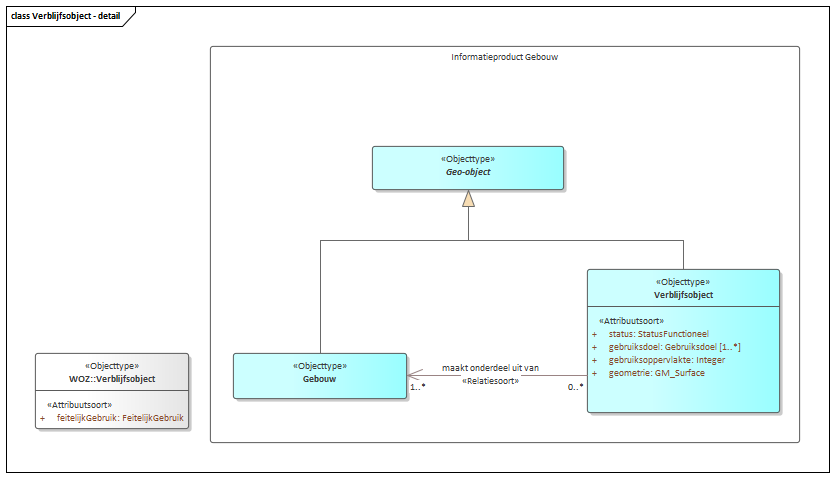 class Verblijfsobject - detail
Informatieproduct Gebouw
«Objecttype»
Geo-object
«Objecttype»
Verblijfsobject
«Attribuutsoort»
+ status: StatusFunctioneel
+ gebruiksdoel: Gebruiksdoel [1..*]
+ gebruiksoppervlakte: Integer
+ geometrie: GM_Surface
«Objecttype»
WOZ::Verblijfsobject
«Attribuutsoort»
+ feitelijkGebruik: FeitelijkGebruik
«Objecttype»
Gebouw
maakt onderdeel uit van
«Relatiesoort»
1..*
0..*